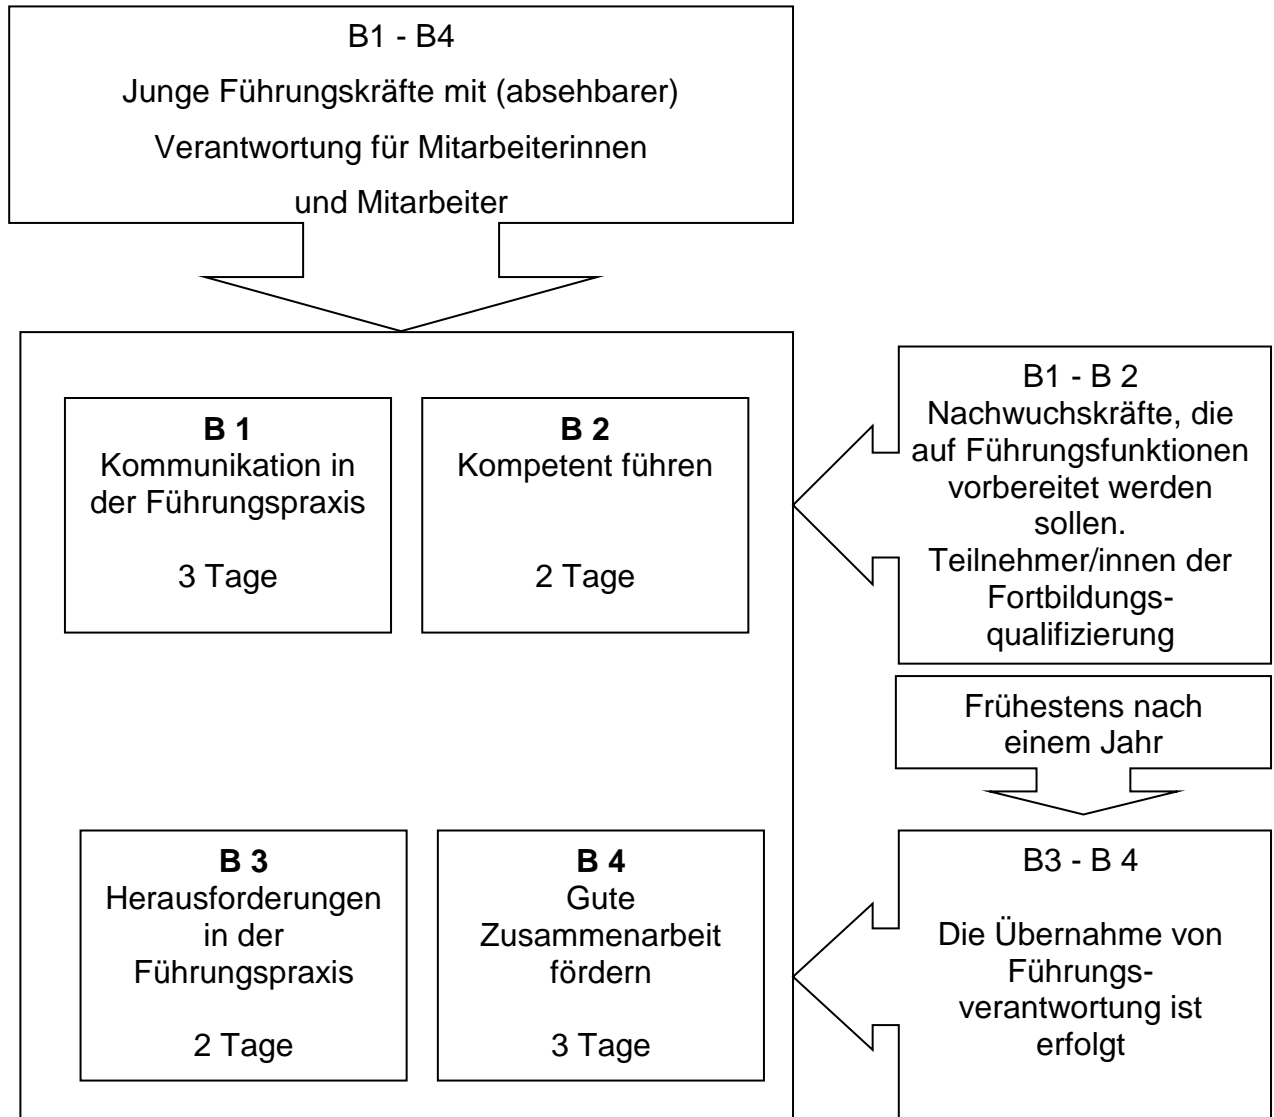 B1 - B4
Junge Führungskräfte mit (absehbarer)
Verantwortung für Mitarbeiterinnen
und Mitarbeiter
B 1
Kommunikation in
der Führungspraxis
3 Tage
B 2
Kompetent führen
2 Tage
B1 - B 2
Nachwuchskräfte, die
auf Führungsfunktionen
vorbereitet werden
sollen.
Teilnehmer/innen der
Fortbildungs-
qualifizierung
Frühestens nach
einem Jahr
B 3
Herausforderungen
in der
Führungspraxis
2 Tage
B 4
Gute
Zusammenarbeit
fördern
3 Tage
B3 - B 4
Die Übernahme von
Führungs-
verantwortung ist
erfolgt